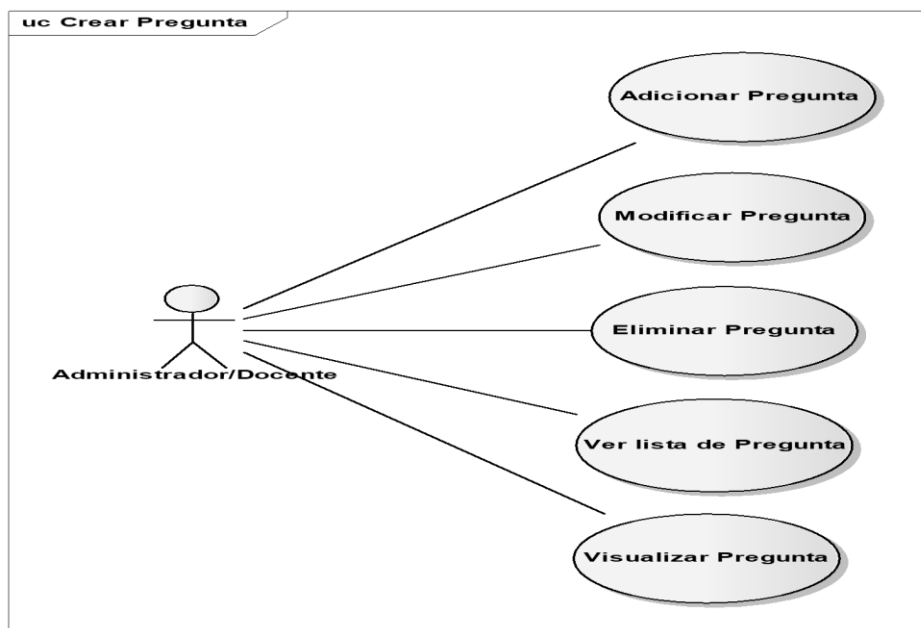 uc Crear Pregunta
Adicionar Pregunta
Modificar Pregunta
Eliminar Pregunta
Administrador/Docente
Ver lista de Pregunta
Visualizar Pregunta